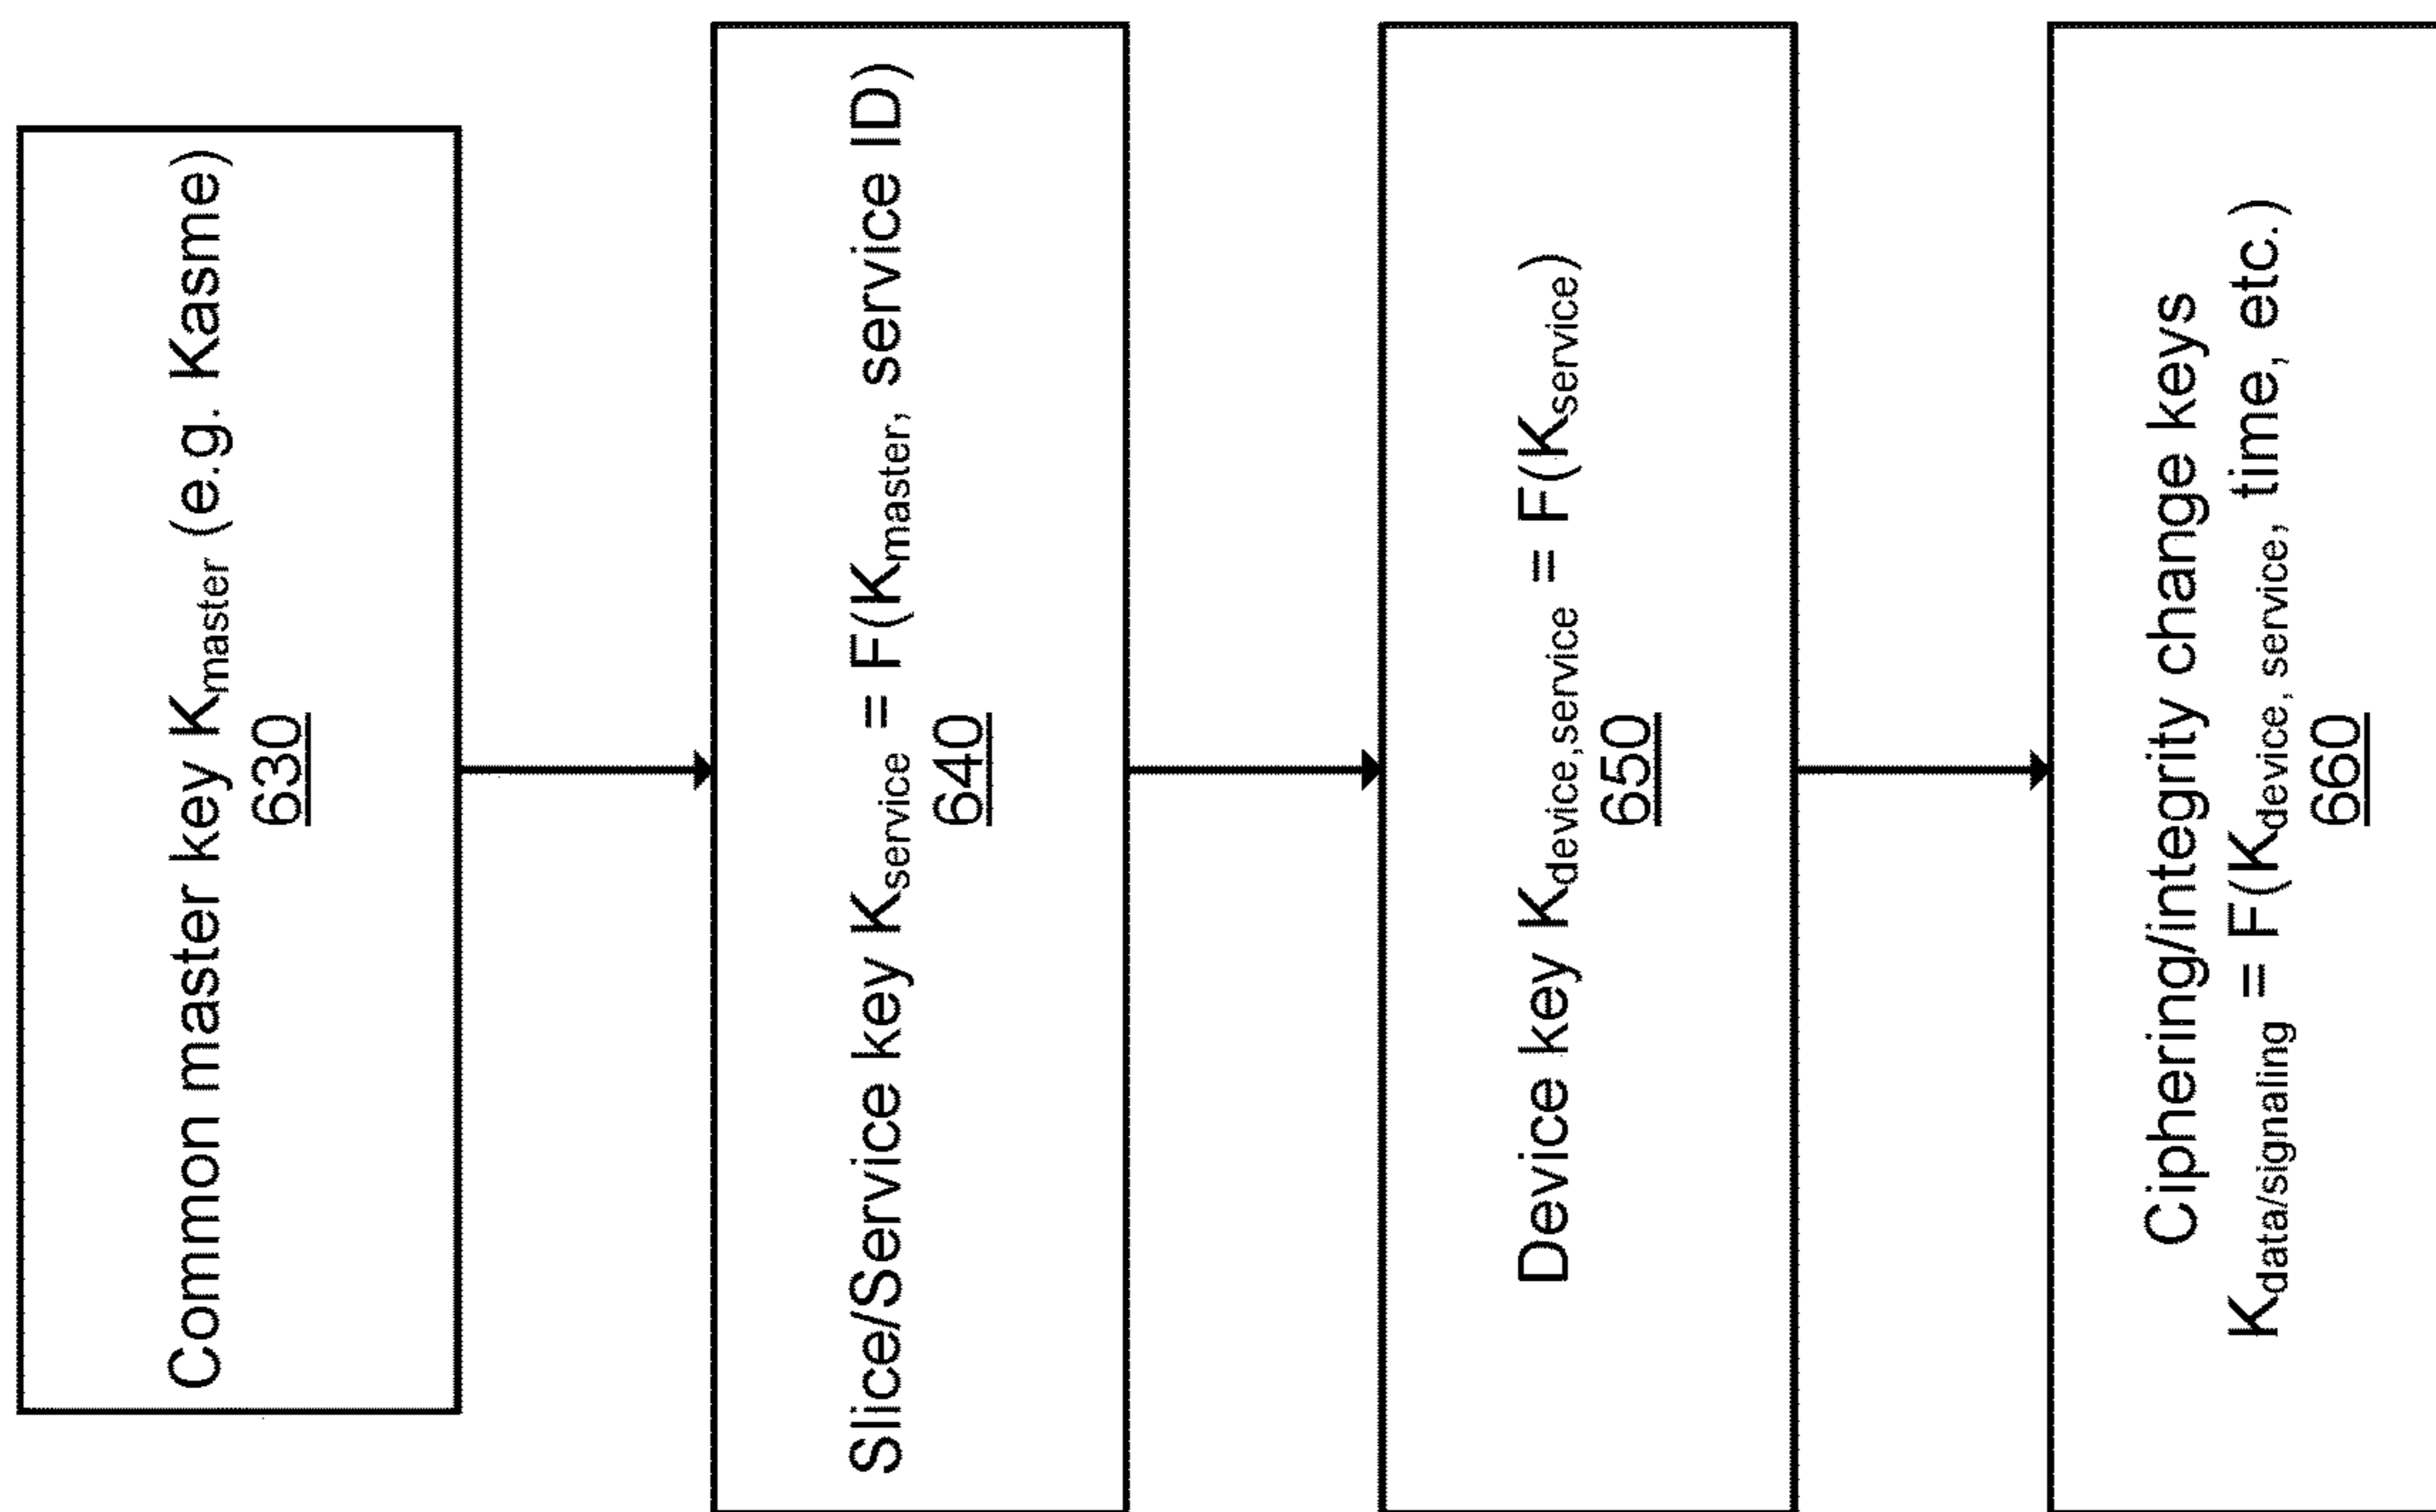 Common master key Kmaster (e.g. Kasme)
630
Slice/Service key Kservice = F(Kmaster, service ID)
640
Device key Kdevice,service = F(Kservice)
650
Ciphering/integrity change keys
Kdata/signaling = F(Kdevice, service, time, etc.)
660